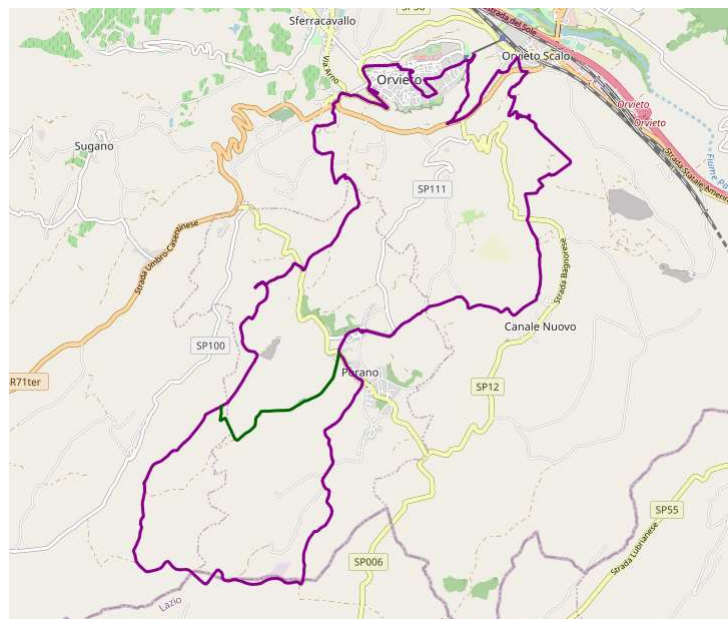 Sferracavallo
Strada del Sole
Via Arno
Orvieto
Orvieto Scalo
Orvieto
Orvieto
Sugano
SP111
Strada Statale Amerina
Fiume Pa
Strada Umbro-Casentinese
Strada Bagnorese
SP100
Canale Nuovo
R71ter
Porano
SP12
SP55
SP006
Strada Lubrianese
Lazio